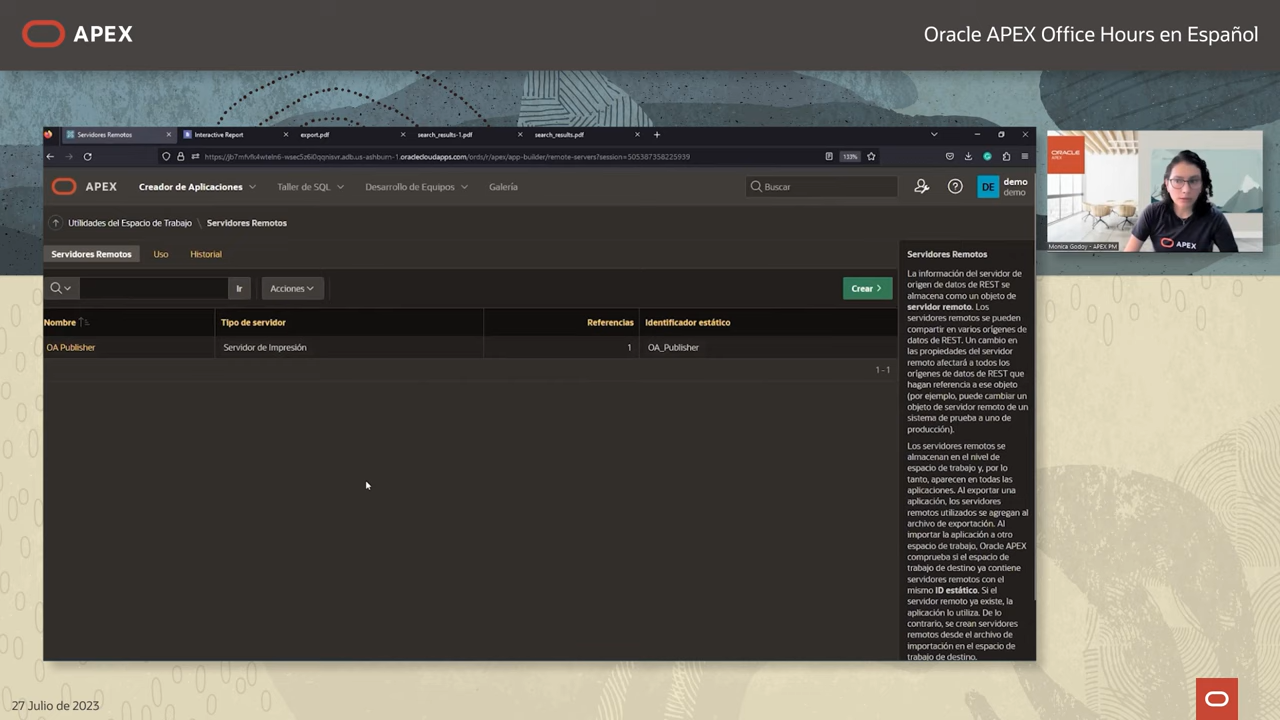 APEX
Oracle APEX Office Hours en Español
Servidores Remotos
Interactive Report
export.pdf
search_results-1.pdf
search_results.pdf
133%
APEX
Creador de Aplicaciones
Taller de SQL
Desarrollo de Equipos
Galería
Buscar
DE
demo
demo
Utilidades del Espacio de Trabajo \ Servidores Remotos
Servidores Remotos
Uso
Historial
Ir
Acciones
Crear
Nombre
Tipo de servidor
Referencias
Identificador estático
OA Publisher
Servidor de Impresión
1
OA_Publisher
1 - 1
Servidores Remotos
La información del servidor de
origen de datos de REST se
almacena como un objeto de
servidor remoto. Los
servidores remotos se pueden
compartir en varios orígenes de
datos de REST. Un cambio en
las propiedades del servidor
remoto afectará a todos los
orígenes de datos de REST que
hagan referencia a ese objeto
(por ejemplo, puede cambiar un
objeto de servidor remoto de un
sistema de prueba a uno de
producción).
Los servidores remotos se
almacenan en el nivel de
espacio de trabajo y, por lo
tanto, aparecen en todas las
aplicaciones. Al exportar una
aplicación, los servidores
remotos utilizados se agregan al
archivo de exportación. Al
importar la aplicación a otro
espacio de trabajo, Oracle APEX
comprueba si el espacio de
trabajo de destino ya contiene
servidores remotos con el
mismo ID estático. Si el
servidor remoto ya existe, la
aplicación lo utiliza. De lo
contrario, se crean servidores
remotos desde el archivo de
importación en el espacio de
trabajo de destino.
ORACLE
APEX
APEX
Monica Godoy - APEX PM
27 Julio de 2023